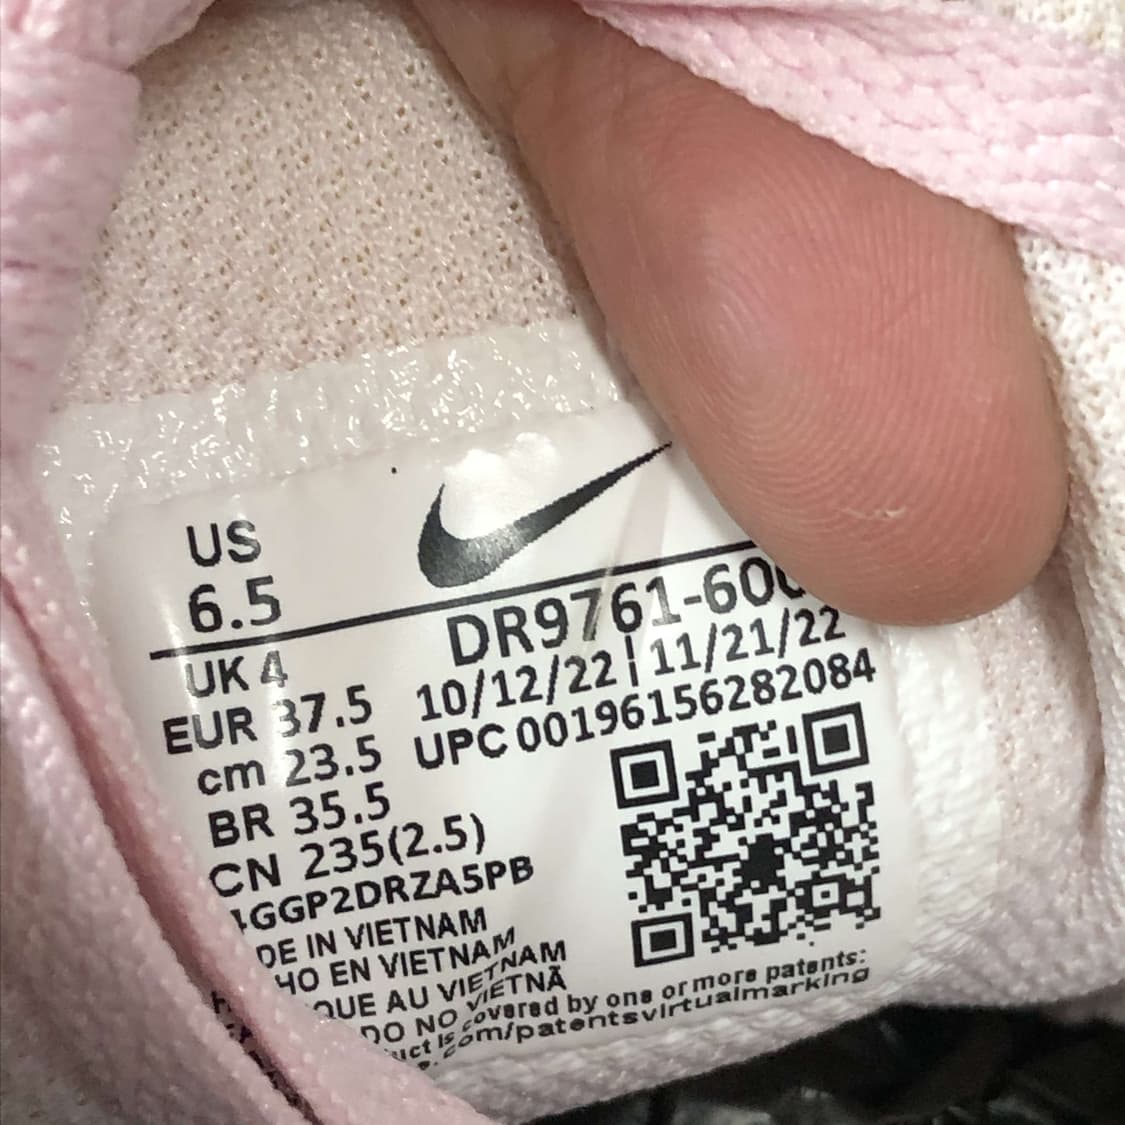 US
6.5
UK 4
EUR 37.5
cm 23.5
BR 35.5
CN 235(2.5)
DR9761-60
10/12/22 | 11/21/22
UPC 00196156282084
GGP2DRZA5PB
DE IN VIETNAM
HO EN VIETNAM
QUE AU VIETNAM
DO NO VIETNÃ
uct is covered by one or more patents:
.com/patentsvirtualmarking